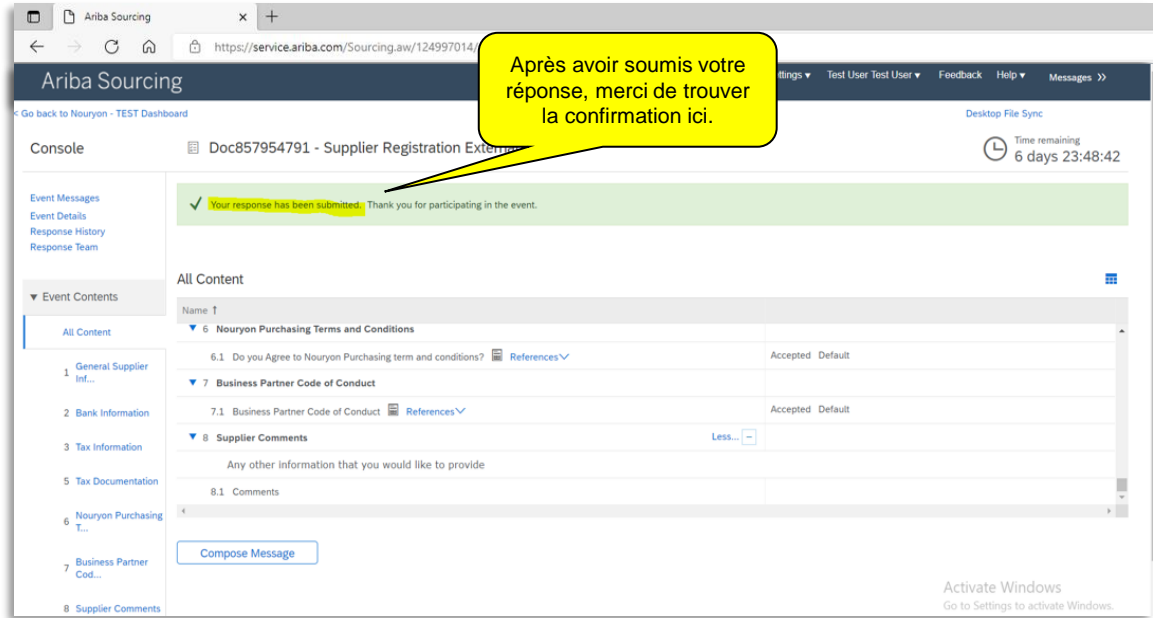 Ariba Sourcing
https://service.ariba.com/Sourcing.aw/124997014/
Après avoir soumis votre
réponse, merci de trouver
la confirmation ici.
Ariba Sourcing
ttings ▾ Test User Test User ▾ Feedback Help ▾ Messages >>
< Go back to Nouryon - TEST Dashboard
Desktop File Sync
Console
Doc857954791 - Supplier Registration External
Time remaining
6 days 23:48:42
Event Messages
Event Details
Response History
Response Team
✓ Your response has been submitted. Thank you for participating in the event.
All Content
▼ Event Contents
Name ↑
All Content
1 General Supplier
Inf...
2 Bank Information
3 Tax Information
5 Tax Documentation
6 Nouryon Purchasing
T...
7 Business Partner
Cod...
8 Supplier Comments
▼ 6 Nouryon Purchasing Terms and Conditions
6.1 Do you Agree to Nouryon Purchasing term and conditions? References Accepted Default
▼ 7 Business Partner Code of Conduct
7.1 Business Partner Code of Conduct References Accepted Default
▼ 8 Supplier Comments Less... −
Any other information that you would like to provide
8.1 Comments
Compose Message
Activate Windows
Go to Settings to activate Windows.